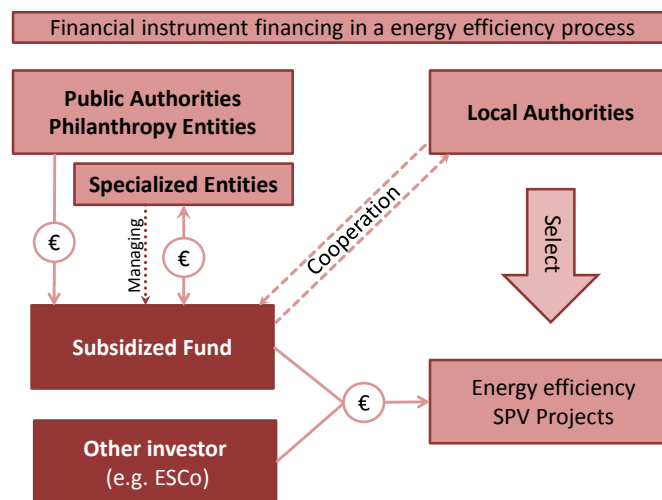 Financial instrument financing in a energy efficiency process
Public Authorities
Philanthropy Entities
Local Authorities
Specialized Entities
€
Managing
€
Cooperation
Select
Subsidized Fund
€
Energy efficiency
SPV Projects
Other investor
(e.g. ESCo)